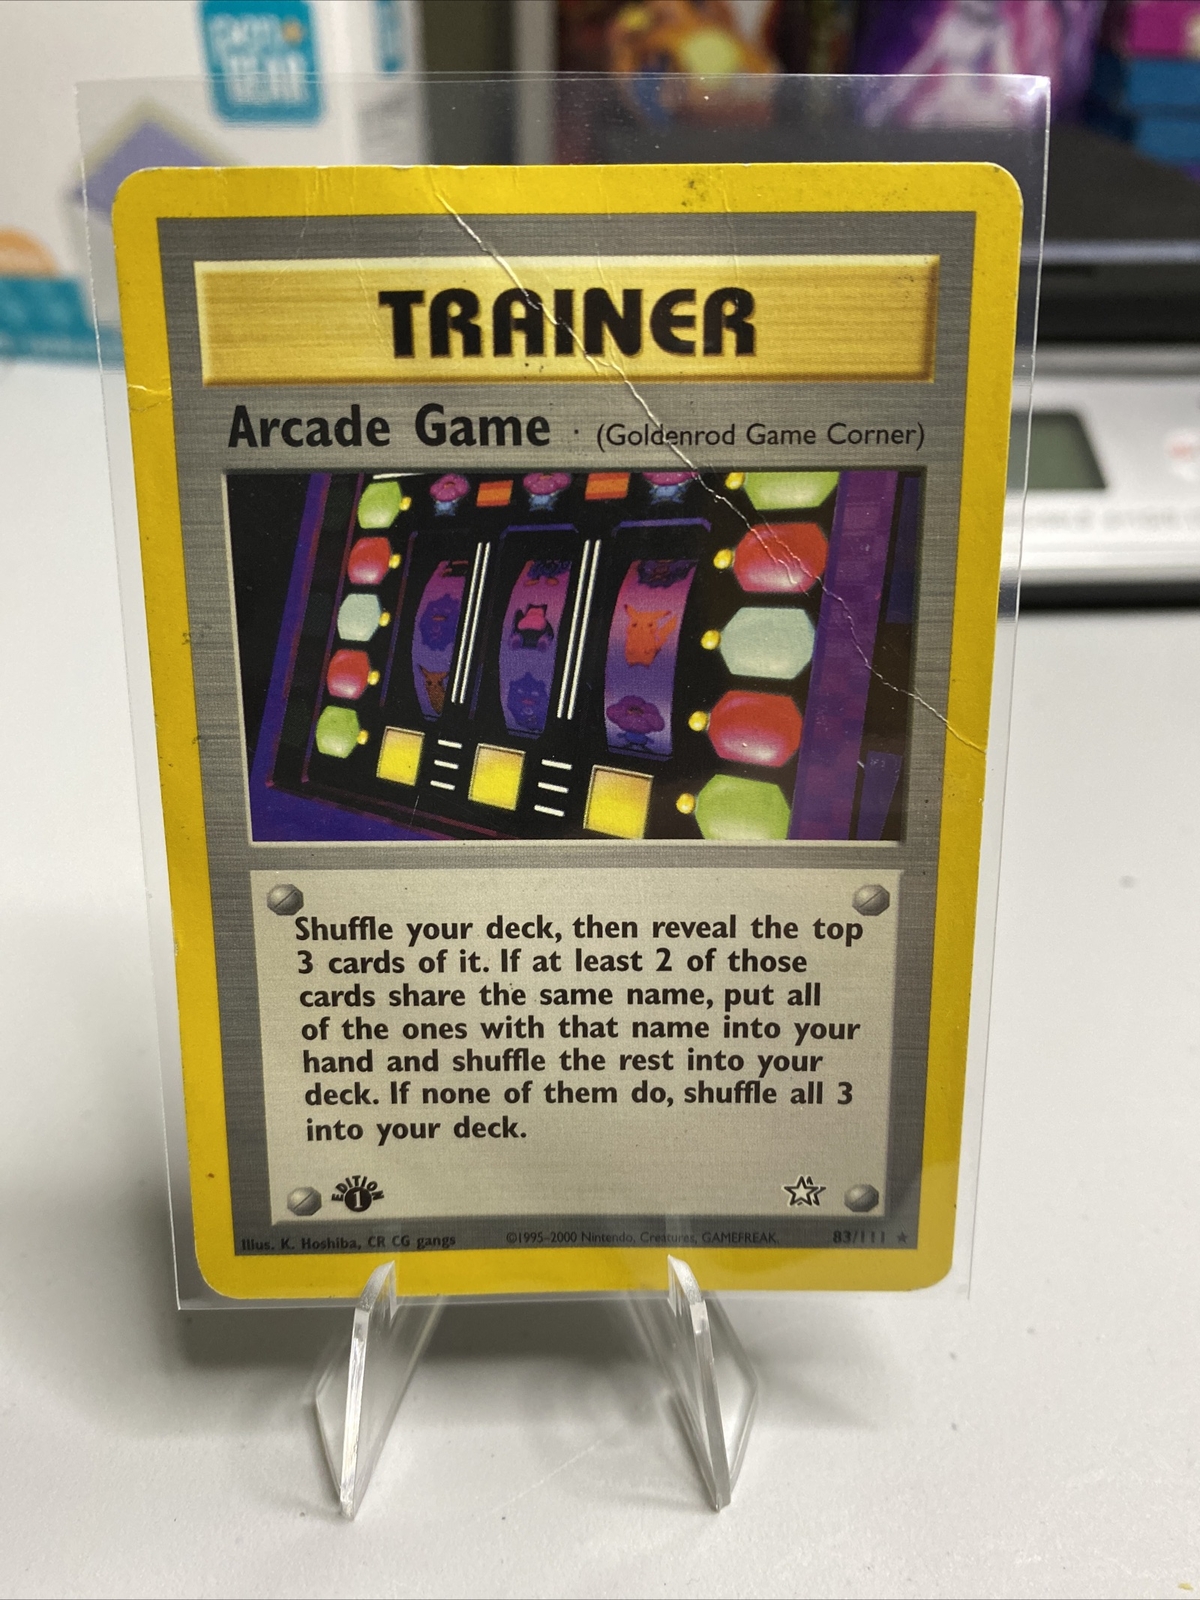 TRAINER
Arcade Game · (Goldenrod Game Corner)
Shuffle your deck, then reveal the top
3 cards of it. If at least 2 of those
cards share the same name, put all
of the ones with that name into your
hand and shuffle the rest into your
deck. If none of them do, shuffle all 3
into your deck.
EDITION
1
Illus. K. Hoshiba, CR CG gangs ©1995-2000 Nintendo, Creatures, GAMEFREAK. 83/111 ★